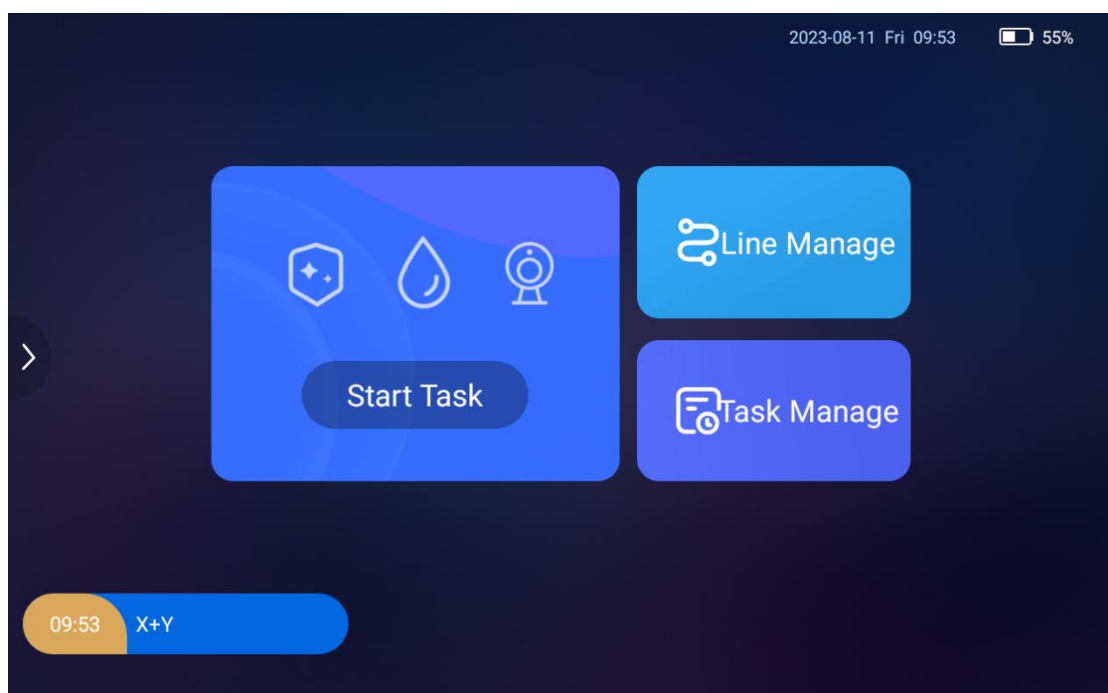 2023-08-11 Fri 09:53 55%
Line Manage
Start Task
Task Manage
09:53 X+Y